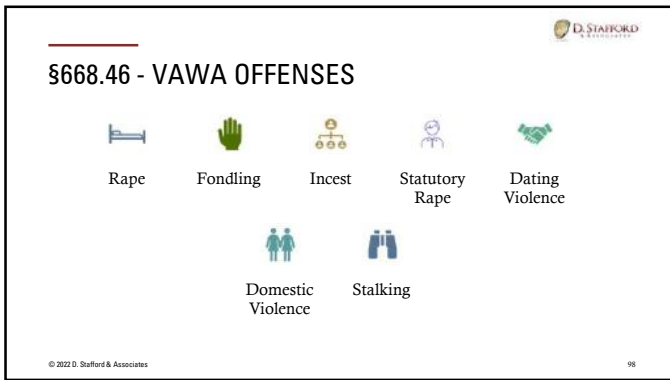 D. STAFFORD
& ASSOCIATES
§668.46 - VAWA OFFENSES
Rape
Fondling
Incest
Statutory
Rape
Dating
Violence
Domestic
Violence
Stalking
© 2022 D. Stafford & Associates
98